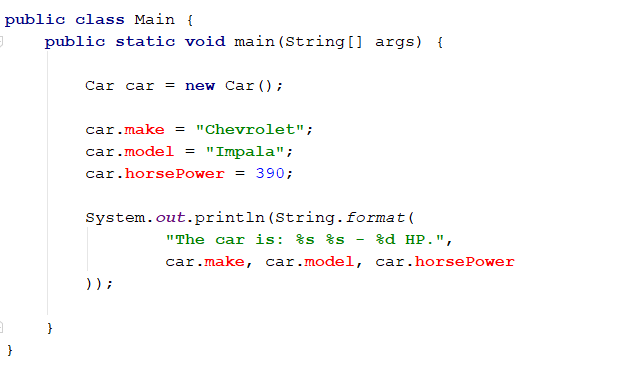 public class Main {
public static void main(String[] args) {
Car car = new Car();
car.make = "Chevrolet";
car.model = "Impala";
car.horsePower = 390;
System.out.println(String.format(
"The car is: %s %s - %d HP.",
car.make, car.model, car.horsePower
));
}
}